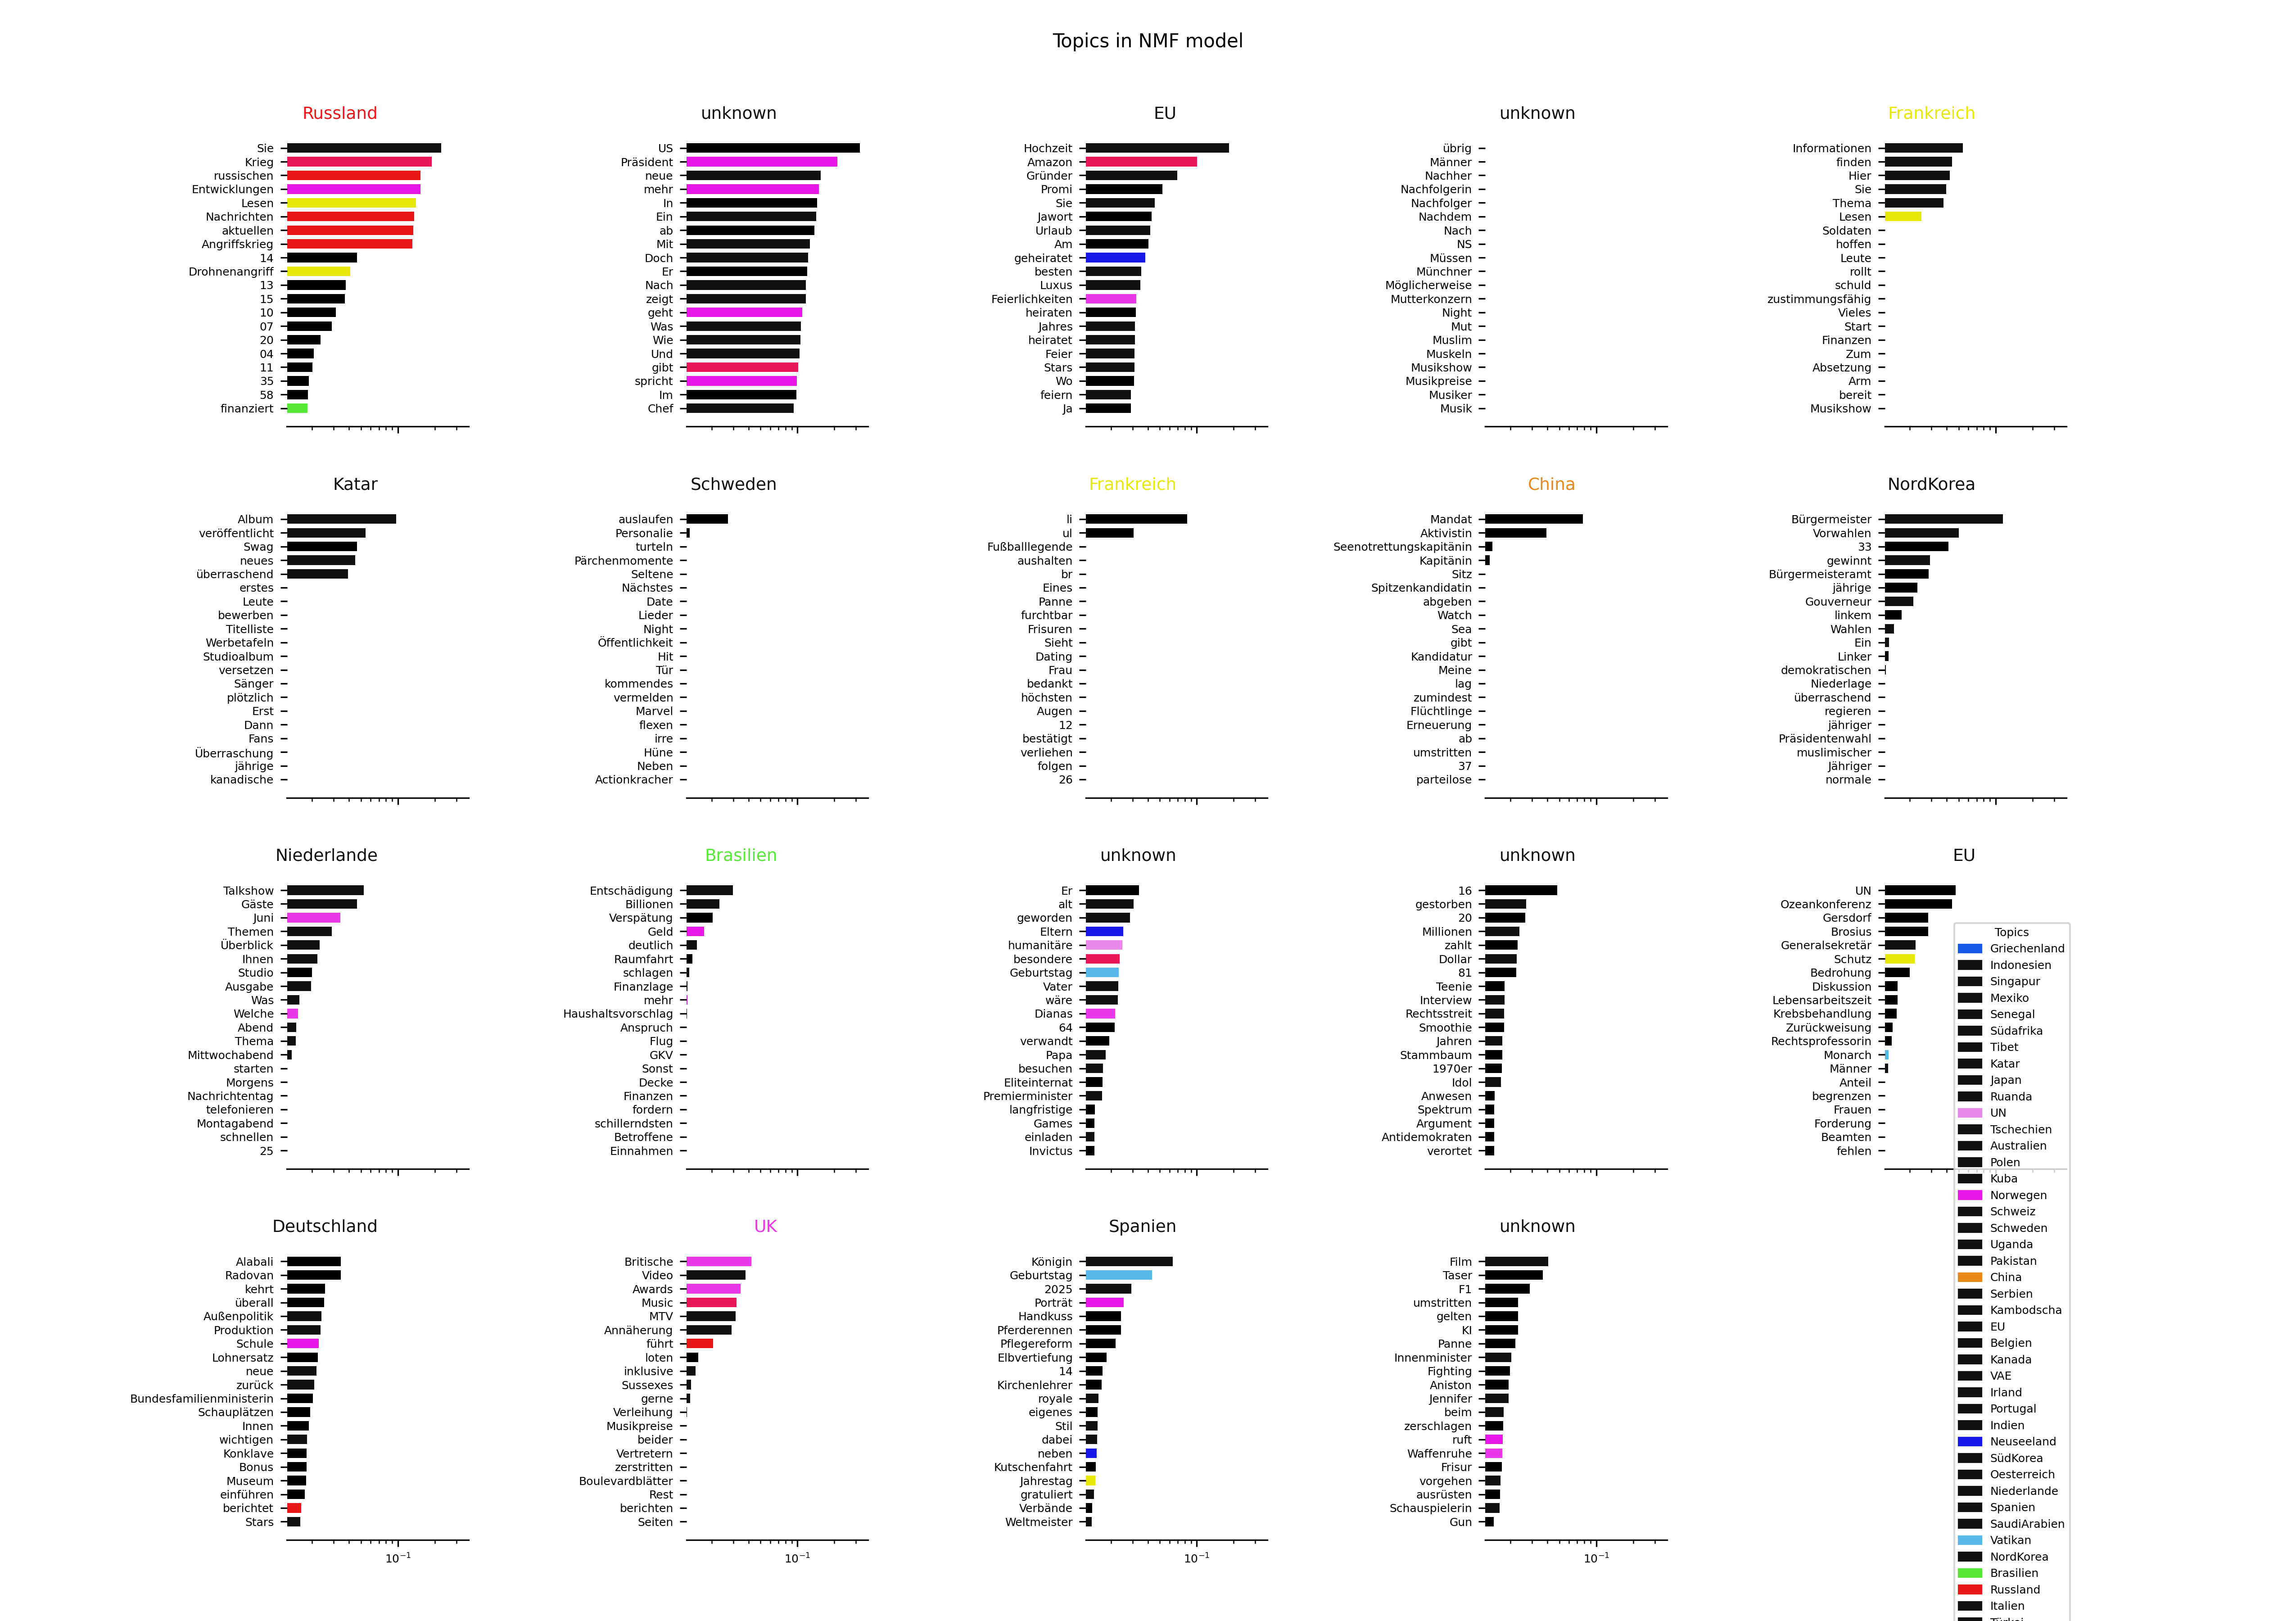 Topics in NMF model
Russland
Sie
Krieg
russischen
Entwicklungen
Lesen
Nachrichten
aktuellen
Angriffskrieg
14
Drohnenangriff
13
15
10
07
20
04
11
35
58
finanziert
unknown
US
Präsident
neue
mehr
In
Ein
ab
Mit
Doch
Er
Nach
zeigt
geht
Was
Wie
Und
gibt
spricht
Im
Chef
EU
Hochzeit
Amazon
Gründer
Promi
Sie
Jawort
Urlaub
Am
geheiratet
besten
Luxus
Feierlichkeiten
heiraten
Jahres
heiratet
Feier
Stars
Wo
feiern
Ja
unknown
übrig
Männer
Nachher
Nachfolgerin
Nachfolger
Nachdem
Nach
NS
Müssen
Münchner
Möglicherweise
Mutterkonzern
Night
Mut
Muslim
Muskeln
Musikshow
Musikpreise
Musiker
Musik
Frankreich
Informationen
finden
Hier
Sie
Thema
Lesen
Soldaten
hoffen
Leute
rollt
schuld
zustimmungsfähig
Vieles
Start
Finanzen
Zum
Absetzung
Arm
bereit
Musikshow
Katar
Album
veröffentlicht
Swag
neues
überraschend
erstes
Leute
bewerben
Titelliste
Werbetafeln
Studioalbum
versetzen
Sänger
plötzlich
Erst
Dann
Fans
Überraschung
jährige
kanadische
Schweden
auslaufen
Personalie
turteln
Pärchenmomente
Seltene
Nächstes
Date
Lieder
Night
Öffentlichkeit
Hit
Tür
kommendes
vermelden
Marvel
flexen
irre
Hüne
Neben
Actionkracher
Frankreich
li
ul
Fußballlegende
aushalten
br
Eines
Panne
furchtbar
Frisuren
Sieht
Dating
Frau
bedankt
höchsten
Augen
12
bestätigt
verliehen
folgen
26
China
Mandat
Aktivistin
Seenotrettungskapitänin
Kapitänin
Sitz
Spitzenkandidatin
abgeben
Watch
Sea
gibt
Kandidatur
Meine
lag
zumindest
Flüchtlinge
Erneuerung
ab
umstritten
37
parteilose
NordKorea
Bürgermeister
Vorwahlen
33
gewinnt
Bürgermeisteramt
jährige
Gouverneur
linkem
Wahlen
Ein
Linker
demokratischen
Niederlage
überraschend
regieren
jähriger
Präsidentenwahl
muslimischer
Jähriger
normale
Niederlande
Talkshow
Gäste
Juni
Themen
Überblick
Ihnen
Studio
Ausgabe
Was
Welche
Abend
Thema
Mittwochabend
starten
Morgens
Nachrichtentag
telefonieren
Montagabend
schnellen
25
Brasilien
Entschädigung
Billionen
Verspätung
Geld
deutlich
Raumfahrt
schlagen
Finanzlage
mehr
Haushaltsvorschlag
Anspruch
Flug
GKV
Sonst
Decke
Finanzen
fordern
schillerndsten
Betroffene
Einnahmen
unknown
Er
alt
geworden
Eltern
humanitäre
besondere
Geburtstag
Vater
wäre
Dianas
64
verwandt
Papa
besuchen
Eliteinternat
Premierminister
langfristige
Games
einladen
Invictus
unknown
16
gestorben
20
Millionen
zahlt
Dollar
81
Teenie
Interview
Rechtsstreit
Smoothie
Jahren
Stammbaum
1970er
Idol
Anwesen
Spektrum
Argument
Antidemokraten
verortet
EU
UN
Ozeankonferenz
Gersdorf
Brosius
Generalsekretär
Schutz
Bedrohung
Diskussion
Lebensarbeitszeit
Krebsbehandlung
Zurückweisung
Rechtsprofessorin
Monarch
Männer
Anteil
begrenzen
Frauen
Forderung
Beamten
fehlen
Deutschland
Alabali
Radovan
kehrt
überall
Außenpolitik
Produktion
Schule
Lohnersatz
neue
zurück
Bundesfamilienministerin
Schauplätzen
Innen
wichtigen
Konklave
Bonus
Museum
einführen
berichtet
Stars
10⁻¹
UK
Britische
Video
Awards
Music
MTV
Annäherung
führt
loten
inklusive
Sussexes
gerne
Verleihung
Musikpreise
beider
Vertretern
zerstritten
Boulevardblätter
Rest
berichten
Seiten
10⁻¹
Spanien
Königin
Geburtstag
2025
Porträt
Handkuss
Pferderennen
Pflegereform
Elbvertiefung
14
Kirchenlehrer
royale
eigenes
Stil
dabei
neben
Kutschenfahrt
Jahrestag
gratuliert
Verbände
Weltmeister
10⁻¹
unknown
Film
Taser
F1
umstritten
gelten
KI
Panne
Innenminister
Fighting
Aniston
Jennifer
beim
zerschlagen
ruft
Waffenruhe
Frisur
vorgehen
ausrüsten
Schauspielerin
Gun
10⁻¹
Topics
Griechenland
Indonesien
Singapur
Mexiko
Senegal
Südafrika
Tibet
Katar
Japan
Ruanda
UN
Tschechien
Australien
Polen
Kuba
Norwegen
Schweiz
Schweden
Uganda
Pakistan
China
Serbien
Kambodscha
EU
Belgien
Kanada
VAE
Irland
Portugal
Indien
Neuseeland
SüdKorea
Oesterreich
Niederlande
Spanien
SaudiArabien
Vatikan
NordKorea
Brasilien
Russland
Italien